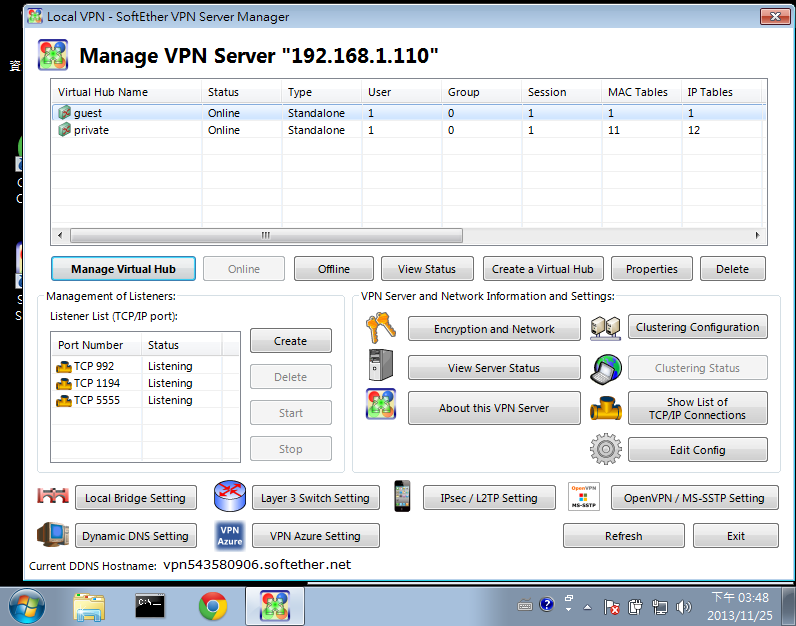 Local VPN - SoftEther VPN Server Manager
Manage VPN Server "192.168.1.110"
Virtual Hub Name Status Type User Group Session MAC Tables IP Tables
guest Online Standalone 1 0 1 1 1
private Online Standalone 1 0 1 11 12
資
Manage Virtual Hub Online Offline View Status Create a Virtual Hub Properties Delete
Management of Listeners:
Listener List (TCP/IP port):
Port Number Status
TCP 992 Listening
TCP 1194 Listening
TCP 5555 Listening
Create
Delete
Start
Stop
VPN Server and Network Information and Settings:
Encryption and Network Clustering Configuration
View Server Status Clustering Status
About this VPN Server Show List of
TCP/IP Connections
Edit Config
Local Bridge Setting Layer 3 Switch Setting IPsec / L2TP Setting OpenVPN MS-SSTP OpenVPN / MS-SSTP Setting
Dynamic DNS Setting VPN Azure VPN Azure Setting Refresh Exit
Current DDNS Hostname: vpn543580906.softether.net
C:\
下午 03:48
2013/11/25